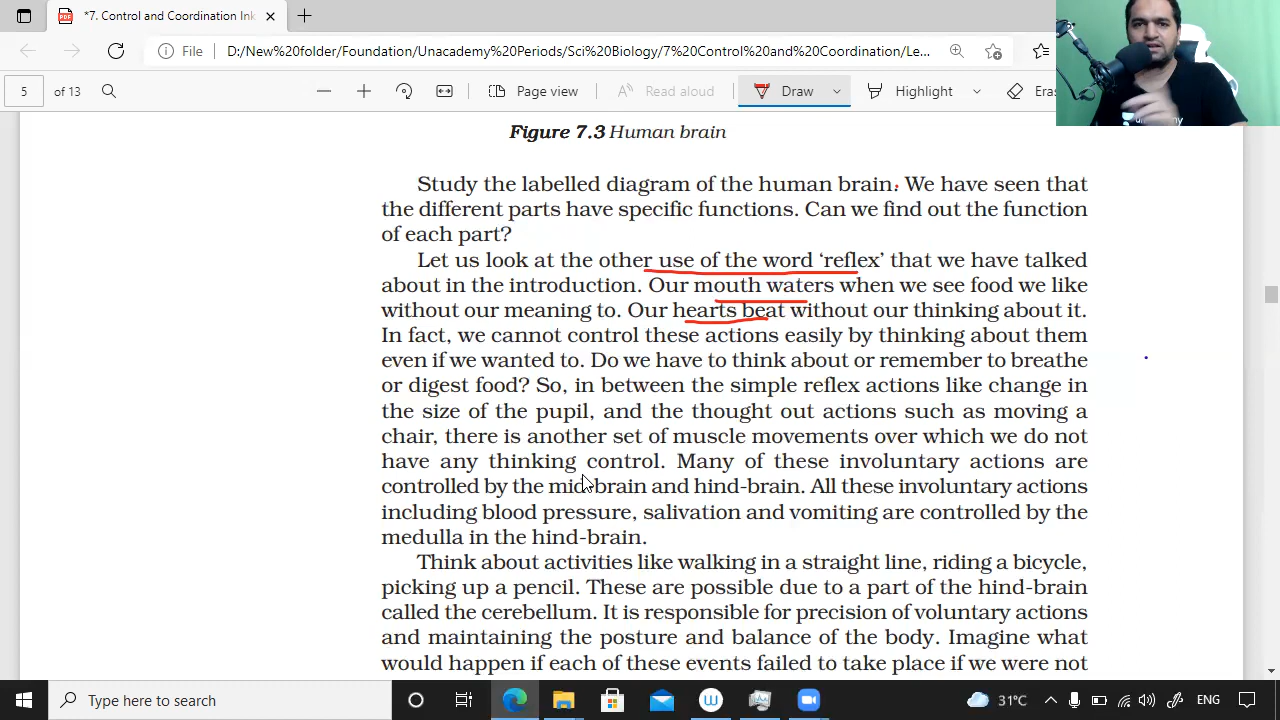 *7. Control and Coordination Ink
File
D:/New%20folder/Foundation/Unacademy%20Periods/Sci%20Biology/7%20Control%20and%20Coordination/Le...
5 of 13
Page view
Read aloud
Draw
Highlight
Eras
Figure 7.3 Human brain
Study the labelled diagram of the human brain. We have seen that
the different parts have specific functions. Can we find out the function
of each part?
Let us look at the other use of the word ‘reflex’ that we have talked
about in the introduction. Our mouth waters when we see food we like
without our meaning to. Our hearts beat without our thinking about it.
In fact, we cannot control these actions easily by thinking about them
even if we wanted to. Do we have to think about or remember to breathe
or digest food? So, in between the simple reflex actions like change in
the size of the pupil, and the thought out actions such as moving a
chair, there is another set of muscle movements over which we do not
have any thinking control. Many of these involuntary actions are
controlled by the mid-brain and hind-brain. All these involuntary actions
including blood pressure, salivation and vomiting are controlled by the
medulla in the hind-brain.
Think about activities like walking in a straight line, riding a bicycle,
picking up a pencil. These are possible due to a part of the hind-brain
called the cerebellum. It is responsible for precision of voluntary actions
and maintaining the posture and balance of the body. Imagine what
would happen if each of these events failed to take place if we were not
Type here to search
31°C
ENG